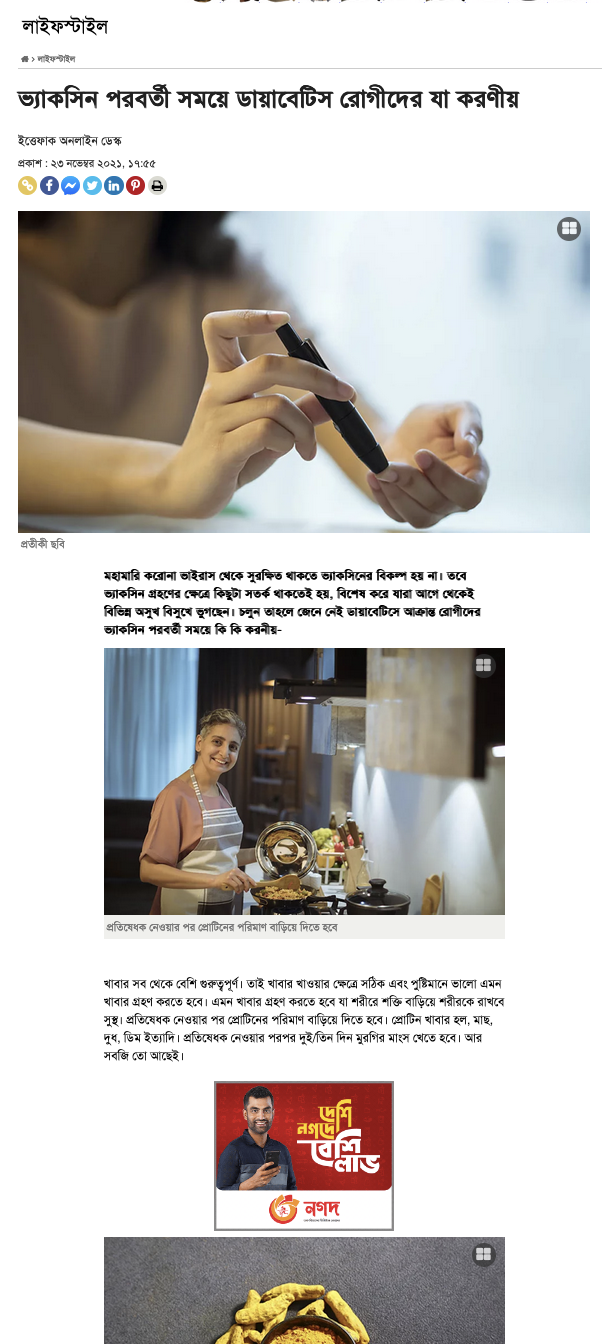 লাইফস্টাইল
> লাইফস্টাইল
ভ্যাকসিন পরবর্তী সময়ে ডায়াবেটিস রোগীদের যা করণীয়
ইত্তেফাক অনলাইন ডেস্ক
প্রকাশ : ২৩ নভেম্বর ২০২১, ১৭:৫৫
প্রতীকী ছবি
মহামারি করোনা ভাইরাস থেকে সুরক্ষিত থাকতে ভ্যাকসিনের বিকল্প হয় না। তবে
ভ্যাকসিন গ্রহণের ক্ষেত্রে কিছুটা সতর্ক থাকতেই হয়, বিশেষ করে যারা আগে থেকেই
বিভিন্ন অসুখ বিসুখে ভুগছেন। চলুন তাহলে জেনে নেই ডায়াবেটিসে আক্রান্ত রোগীদের
ভ্যাকসিন পরবর্তী সময়ে কি কি করনীয়-
প্রতিষেধক নেওয়ার পর প্রোটিনের পরিমাণ বাড়িয়ে দিতে হবে
খাবার সব থেকে বেশি গুরুত্বপূর্ণ। তাই খাবার খাওয়ার ক্ষেত্রে সঠিক এবং পুষ্টিমানে ভালো এমন
খাবার গ্রহণ করতে হবে। এমন খাবার গ্রহণ করতে হবে যা শরীরে শক্তি বাড়িয়ে শরীরকে রাখবে
সুস্থ। প্রতিষেধক নেওয়ার পর প্রোটিনের পরিমাণ বাড়িয়ে দিতে হবে। প্রোটিন খাবার হল, মাছ,
দুধ, ডিম ইত্যাদি। প্রতিষেধক নেওয়ার পরপর দুই/তিন দিন মুরগির মাংস খেতে হবে। আর
সবজি তো আছেই।
দেশি
নগদে
বেশি
লাভ
নগদ